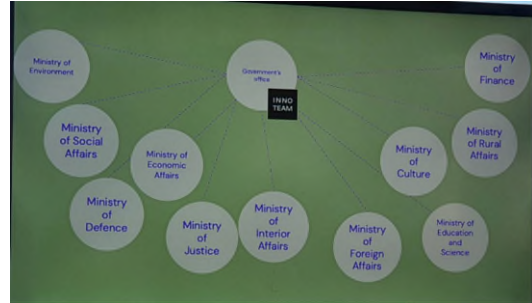 Ministry of
Environment
Government's
office
INNO
TEAM
Ministry
of
Finance
Ministry
of Social
Affairs
Ministry
of
Economic
Affairs
Ministry
of
Culture
Ministry
of
Rural
Affairs
Ministry
of
Defence
Ministry
of
Justice
Ministry
of
Interior
Affairs
Ministry
of
Foreign
Affairs
Ministry of
Education
and
Science